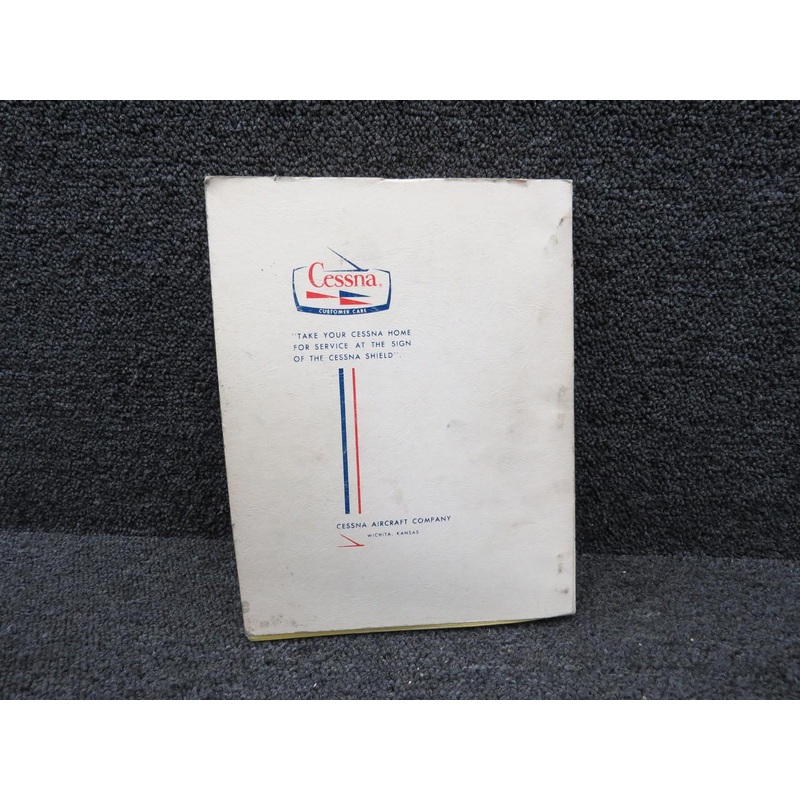 Cessna®
CUSTOMER CARE
"TAKE YOUR CESSNA HOME
FOR SERVICE AT THE SIGN
OF THE CESSNA SHIELD".
CESSNA AIRCRAFT COMPANY
WICHITA, KANSAS